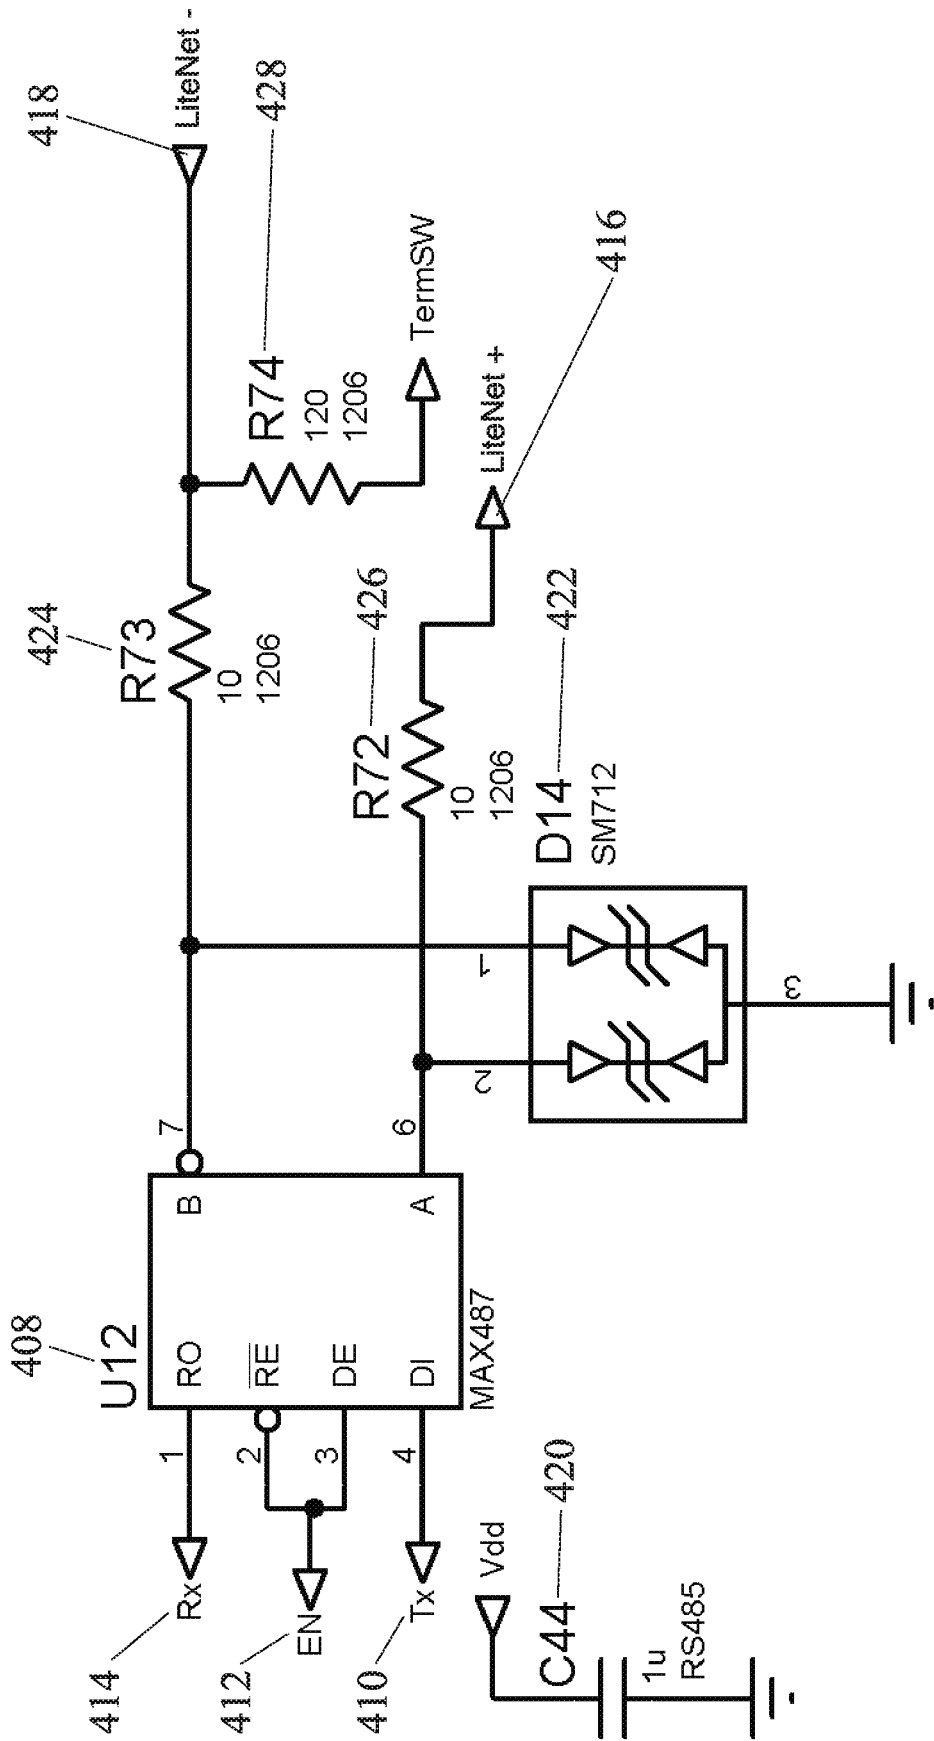 418
LiteNet -
428
TermSW
416
R74
120
1206
LiteNet +
424
R73
10
1206
426
R72
10
1206
422
D14
SM712
1
2
3
7
6
408
U12
B
A
RO
RE
DE
DI
MAX487
1
2
3
4
414
Rx
412
EN
410
Tx
Vdd
420
C44
1u
RS485